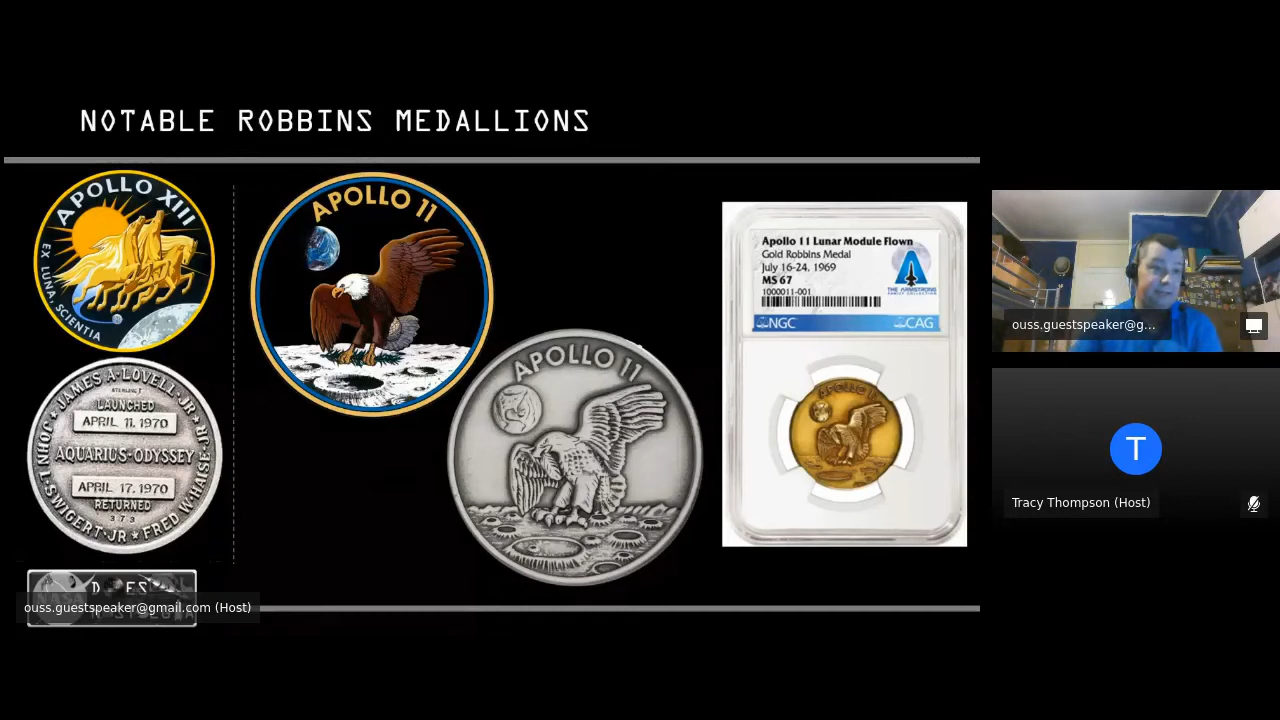 NOTABLE ROBBINS MEDALLIONS
APOLLO XIII
EX LUNA, SCIENTIA
APOLLO 11
JAMES A·LOVELL·JR
STERLING
LAUNCHED
APRIL 11, 1970
AQUARIUS-ODYSSEY
APRIL 17, 1970
RETURNED
373
JOHN L·SWIGERT·JR ★ FRED W·HAISE·JR
APOLLO 11
Apollo 11 Lunar Module Flown
Gold Robbins Medal
July 16-24, 1969
MS 67
1000011-001
THE ARMSTRONG
FAMILY COLLECTION
NGC
CAG
APOLLO 11
ouss.guestspeaker@gmail.com (Host)
ouss.guestspeaker@g...
T
Tracy Thompson (Host)